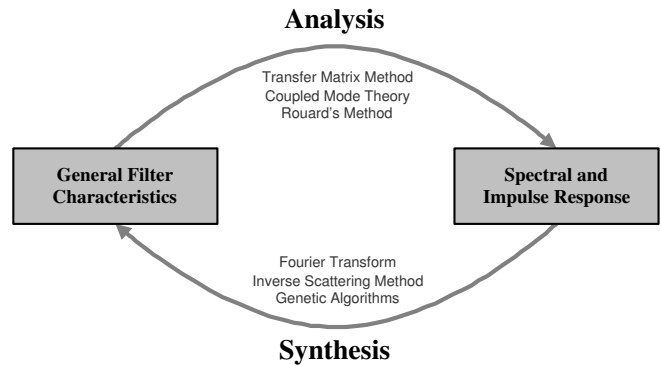 Analysis
Transfer Matrix Method
Coupled Mode Theory
Rouard's Method
General Filter
Characteristics
Spectral and
Impulse Response
Fourier Transform
Inverse Scattering Method
Genetic Algorithms
Synthesis